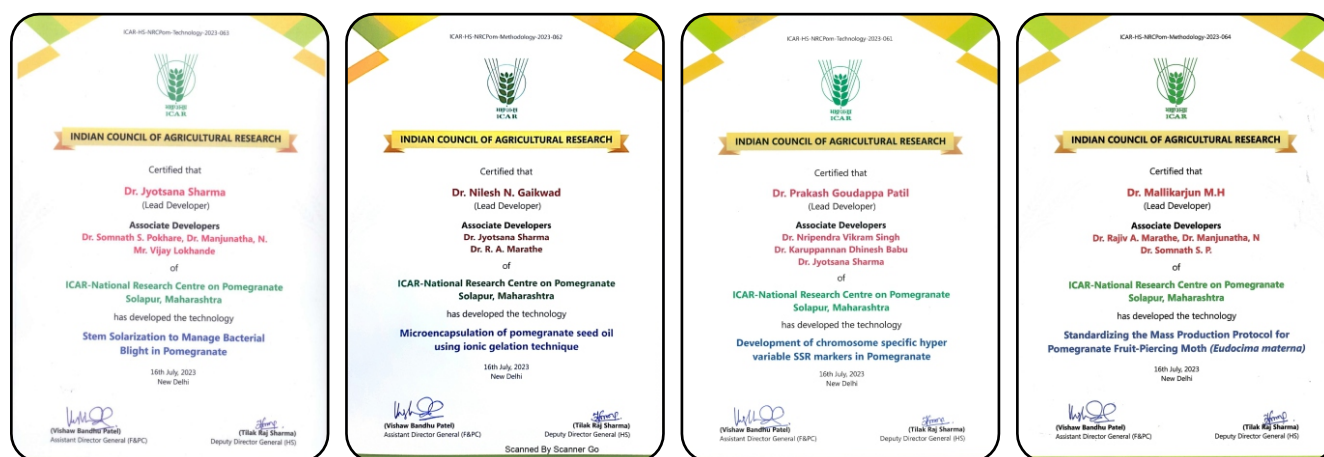 ICAR-HS-NRCPom-Technology-2023-063
ICAR
INDIAN COUNCIL OF AGRICULTURAL RESEARCH
Certified that
Dr. Jyotsana Sharma
(Lead Developer)
Associate Developers
Dr. Somnath S. Pokhare, Dr. Manjunatha, N.
Mr. Vijay Lokhande
of
ICAR-National Research Centre on Pomegranate
Solapur, Maharashtra
has developed the technology
Stem Solarization to Manage Bacterial
Blight in Pomegranate
16th July, 2023
New Delhi
(Vishaw Bandhu Patel)
Assistant Director General (F&PC)
(Tilak Raj Sharma)
Deputy Director General (HS)
ICAR-HS-NRCPom-Methodology-2023-062
ICAR
INDIAN COUNCIL OF AGRICULTURAL RESEARCH
Certified that
Dr. Nilesh N. Gaikwad
(Lead Developer)
Associate Developers
Dr. Jyotsana Sharma
Dr. R. A. Marathe
of
ICAR-National Research Centre on Pomegranate
Solapur, Maharashtra
has developed the technology
Microencapsulation of pomegranate seed oil
using ionic gelation technique
16th July, 2023
New Delhi
(Vishaw Bandhu Patel)
Assistant Director General (F&PC)
(Tilak Raj Sharma)
Deputy Director General (HS)
Scanned By Scanner Go
ICAR-HS-NRCPom-Technology-2023-061
ICAR
INDIAN COUNCIL OF AGRICULTURAL RESEARCH
Certified that
Dr. Prakash Goudappa Patil
(Lead Developer)
Associate Developers
Dr. Nripendra Vikram Singh
Dr. Karuppannan Dhinesh Babu
Dr. Jyotsana Sharma
of
ICAR-National Research Centre on Pomegranate
Solapur, Maharashtra
has developed the technology
Development of chromosome specific hyper
variable SSR markers in Pomegranate
16th July, 2023
New Delhi
(Vishaw Bandhu Patel)
Assistant Director General (F&PC)
(Tilak Raj Sharma)
Deputy Director General (HS)
ICAR-HS-NRCPom-Methodology-2023-064
ICAR
INDIAN COUNCIL OF AGRICULTURAL RESEARCH
Certified that
Dr. Mallikarjun M.H
(Lead Developer)
Associate Developers
Dr. Rajiv A. Marathe, Dr. Manjunatha, N
Dr. Somnath S. P.
of
ICAR-National Research Centre on Pomegranate
Solapur, Maharashtra
has developed the technology
Standardizing the Mass Production Protocol for
Pomegranate Fruit-Piercing Moth (Eudocima materna)
16th July, 2023
New Delhi
(Vishaw Bandhu Patel)
Assistant Director General (F&PC)
(Tilak Raj Sharma)
Deputy Director General (HS)